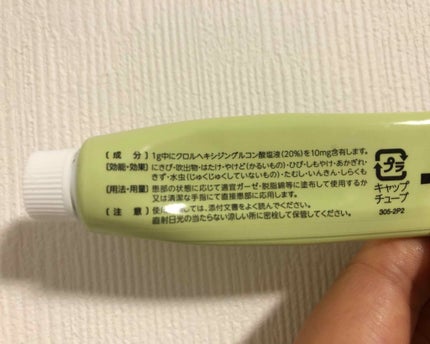 ［成分］1g中にクロルヘキシジングルコン酸塩液（20％）を10mg含有します。
［効能・効果］にきび・吹出物・はたけ・やけど（かるいもの）・ひび・しもやけ・あかぎれ・
きず・水虫（じゅくじゅくしていないもの）・たむし・いんきん・しらくも
［用法・用量］患部の状態に応じて適宜ガーゼ・脱脂綿等に塗布して使用するか
又は清潔な手指にて直接患部に応用します。
［注意］使用に際しては、添付文書をよく読んでください。
直射日光の当たらない涼しい所に密栓して保管してください。
プラ
キャップ
チューブ
305-2P2